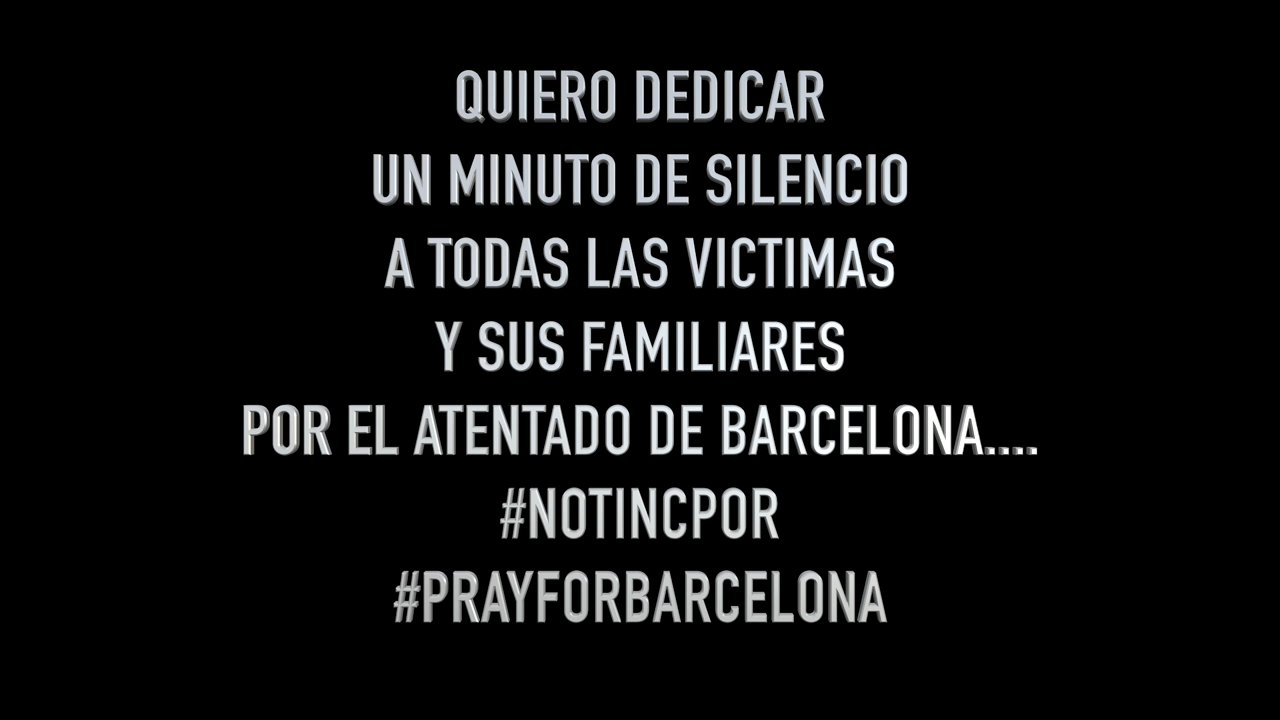 QUIERO DEDICAR
UN MINUTO DE SILENCIO
A TODAS LAS VICTIMAS
Y SUS FAMILIARES
POR EL ATENTADO DE BARCELONA....
#NOTINCPOR
#PRAYFORBARCELONA